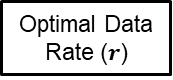 Optimal Data
Rate (r)